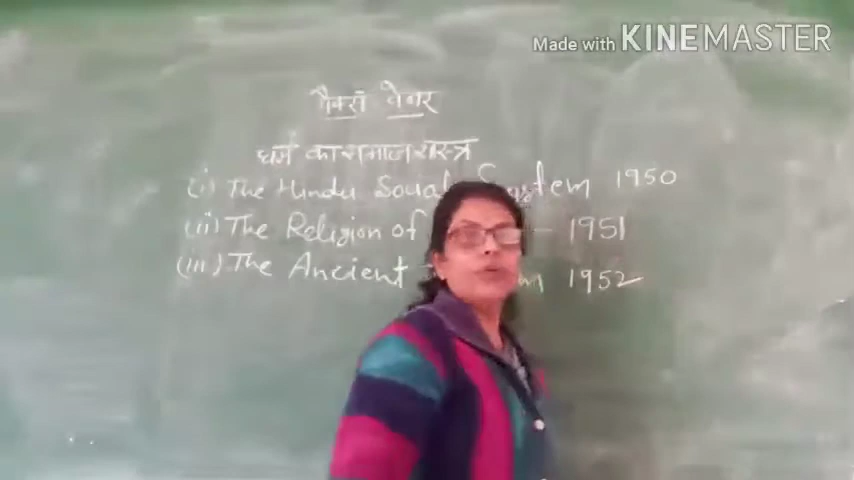 Made with KINEMASTER
मैक्स वेबर
धर्म का समाजशास्त्र
(i) The Hindu Social System 1950
(ii) The Religion of – 1951
(iii) The Ancient 1952